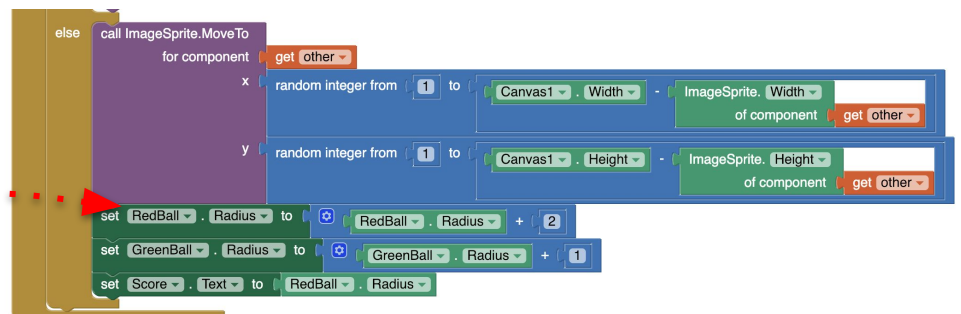 else call ImageSprite.MoveTo
for component get other
x random integer from 1 to Canvas1 . Width - ImageSprite. Width
of component get other
y random integer from 1 to Canvas1 . Height - ImageSprite. Height
of component get other
set RedBall . Radius to RedBall . Radius + 2
set GreenBall . Radius to GreenBall . Radius + 1
set Score . Text to RedBall . Radius